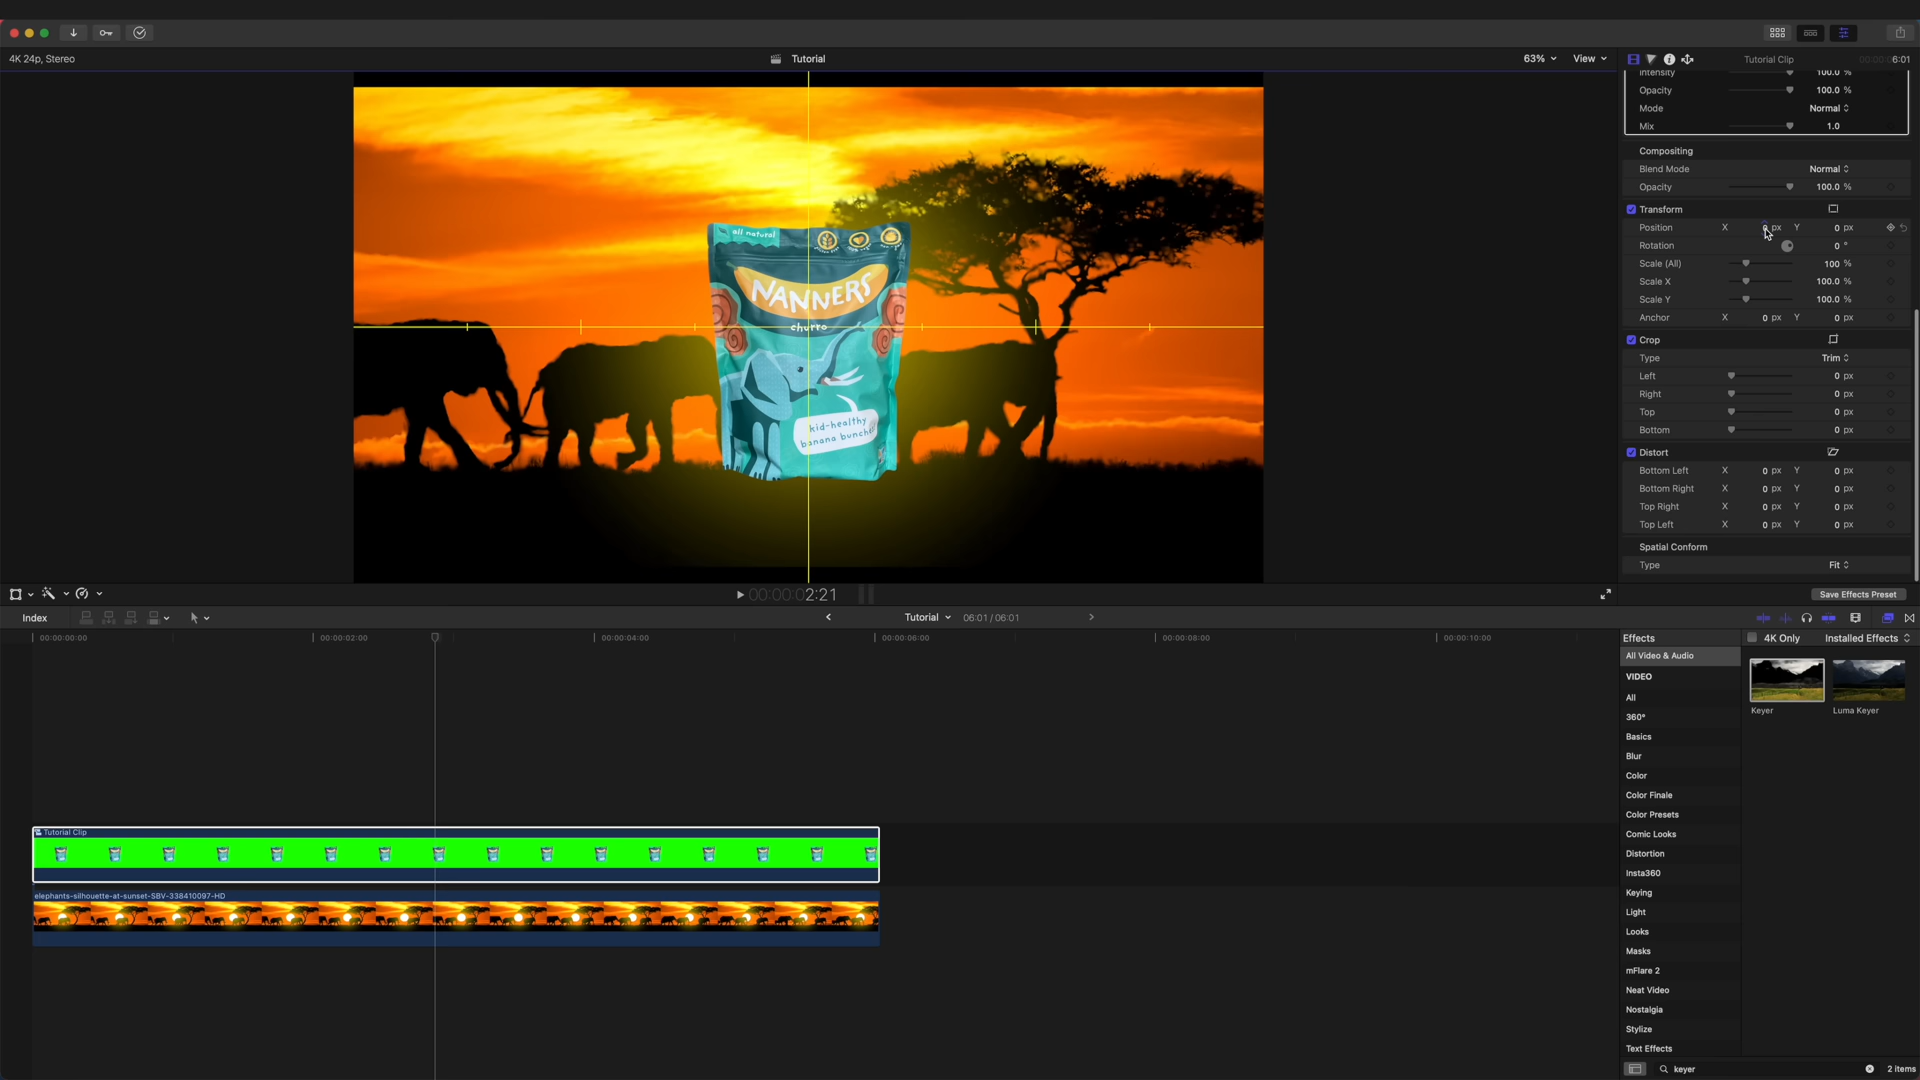 4K 24p, Stereo
Tutorial
63%
View
Tutorial Clip
6:01
Intensity 100.0 %
Opacity 100.0 %
Mode Normal
Mix 1.0
Compositing
Blend Mode Normal
Opacity 100.0 %
Transform
Position X 0 px Y 0 px
Rotation 0 °
Scale (All) 100 %
Scale X 100.0 %
Scale Y 100.0 %
Anchor X 0 px Y 0 px
Crop
Type Trim
Left 0 px
Right 0 px
Top 0 px
Bottom 0 px
Distort
Bottom Left X 0 px Y 0 px
Bottom Right X 0 px Y 0 px
Top Right X 0 px Y 0 px
Top Left X 0 px Y 0 px
Spatial Conform
Type Fit
Save Effects Preset
all natural
NANNERS
churro
kid-healthy
banana bunches
00:00:02:21
Index
Tutorial
06:01 / 06:01
00:00:00:00
00:00:02:00
00:00:04:00
00:00:06:00
00:00:08:00
00:00:10:00
Tutorial Clip
elephants-silhouette-at-sunset-SBV-338410097-HD
Effects
4K Only
Installed Effects
All Video & Audio
VIDEO
All
360°
Basics
Blur
Color
Color Finale
Color Presets
Comic Looks
Distortion
Insta360
Keying
Light
Looks
Masks
mFlare 2
Neat Video
Nostalgia
Stylize
Text Effects
Keyer
Luma Keyer
keyer
2 items